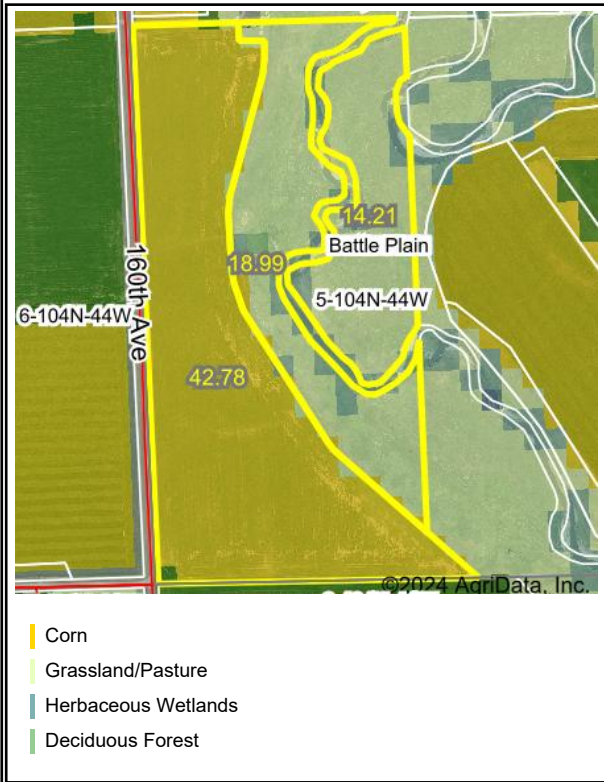 14.21
Battle Plain
18.99
160th Ave
5-104N-44W
6-104N-44W
42.78
©2024 AgriData, Inc.
Corn
Grassland/Pasture
Herbaceous Wetlands
Deciduous Forest